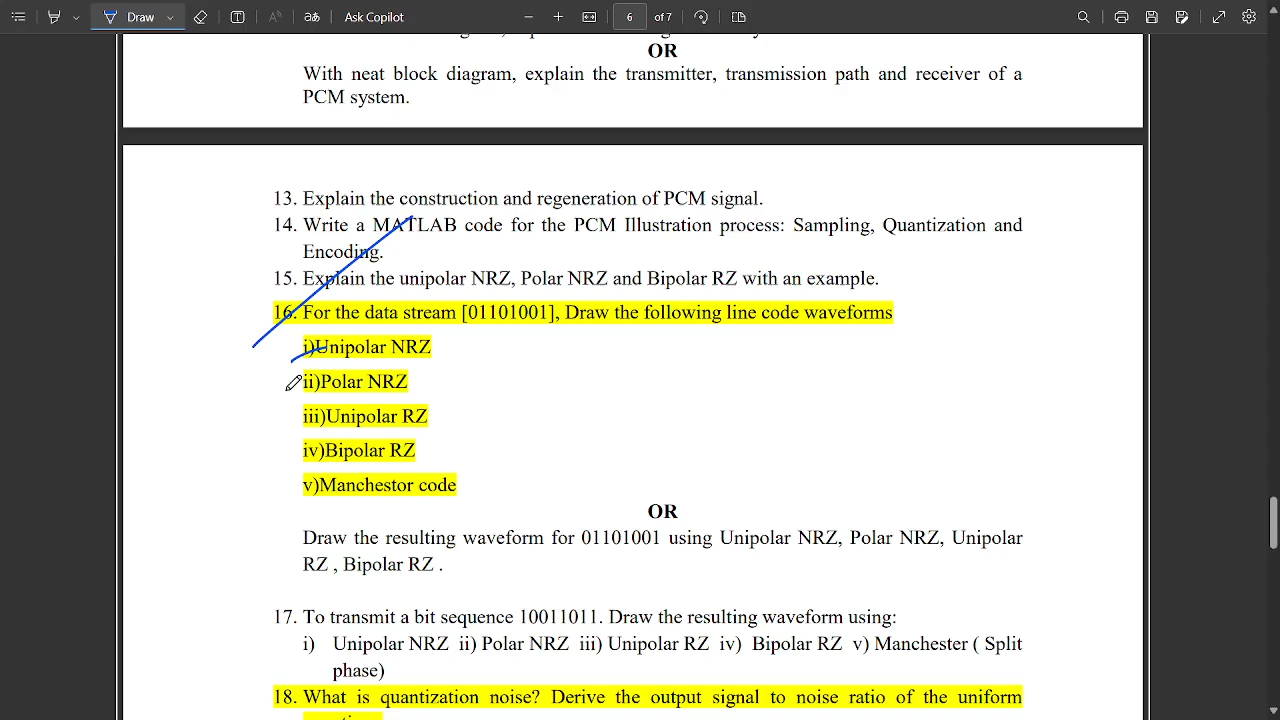 Draw
Ask Copilot
6
of 7
OR
With neat block diagram, explain the transmitter, transmission path and receiver of a
PCM system.
13. Explain the construction and regeneration of PCM signal.
14. Write a MATLAB code for the PCM Illustration process: Sampling, Quantization and
Encoding.
15. Explain the unipolar NRZ, Polar NRZ and Bipolar RZ with an example.
16. For the data stream [01101001], Draw the following line code waveforms
i)Unipolar NRZ
ii)Polar NRZ
iii)Unipolar RZ
iv)Bipolar RZ
v)Manchestor code
OR
Draw the resulting waveform for 01101001 using Unipolar NRZ, Polar NRZ, Unipolar
RZ , Bipolar RZ .
17. To transmit a bit sequence 10011011. Draw the resulting waveform using:
i) Unipolar NRZ ii) Polar NRZ iii) Unipolar RZ iv) Bipolar RZ v) Manchester ( Split
phase)
18. What is quantization noise? Derive the output signal to noise ratio of the uniform